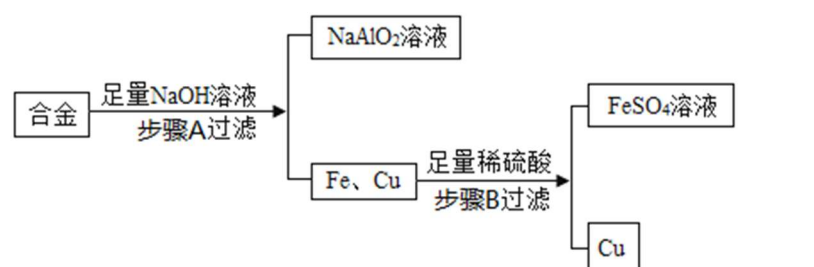 NaAlO₂溶液
合金
足量NaOH溶液
步骤A过滤
Fe、Cu
足量稀硫酸
步骤B过滤
FeSO₄溶液
Cu